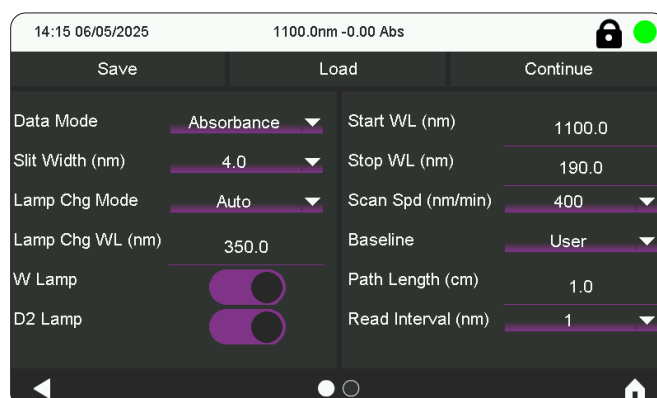 14:15 06/05/2025 1100.0nm -0.00 Abs
Save Load Continue
Data Mode Absorbance
Slit Width (nm) 4.0
Lamp Chg Mode Auto
Lamp Chg WL (nm) 350.0
W Lamp
D2 Lamp
Start WL (nm) 1100.0
Stop WL (nm) 190.0
Scan Spd (nm/min) 400
Baseline User
Path Length (cm) 1.0
Read Interval (nm) 1